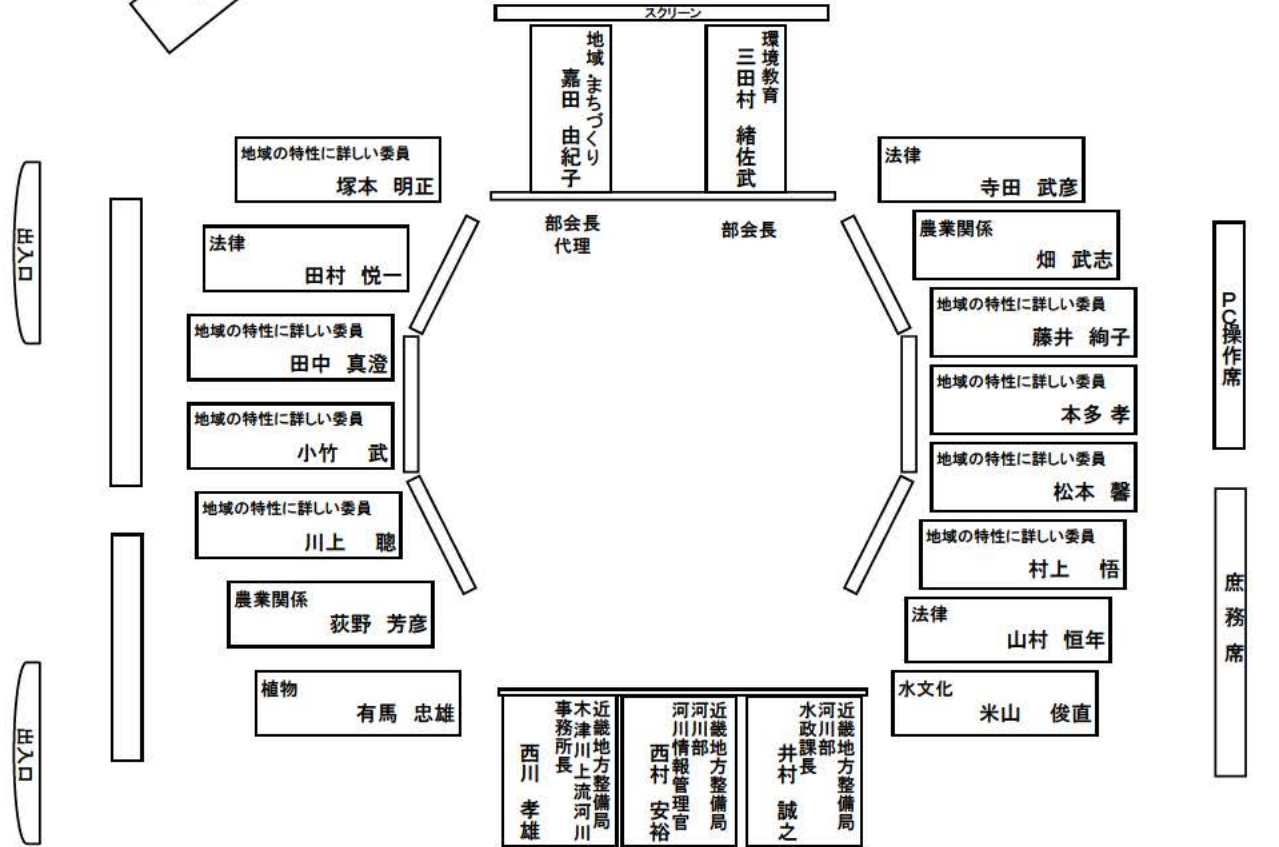 スクリーン
地域・まちづくり
嘉田 由紀子
環境教育
三田村 緒佐武
部会長
代理
部会長
地域の特性に詳しい委員
塚本 明正
法律
田村 悦一
地域の特性に詳しい委員
田中 真澄
地域の特性に詳しい委員
小竹 武
地域の特性に詳しい委員
川上 聰
農業関係
荻野 芳彦
植物
有馬 忠雄
法律
寺田 武彦
農業関係
畑 武志
地域の特性に詳しい委員
藤井 絢子
地域の特性に詳しい委員
本多 孝
地域の特性に詳しい委員
松本 馨
地域の特性に詳しい委員
村上 悟
法律
山村 恒年
水文化
米山 俊直
近畿地方整備局
木津川上流河川
事務所長
西川 孝雄
近畿地方整備局
河川部
河川情報管理官
西村 安裕
近畿地方整備局
河川部
水政課長
井村 誠之
出入口
出入口
PC操作席
庶務席